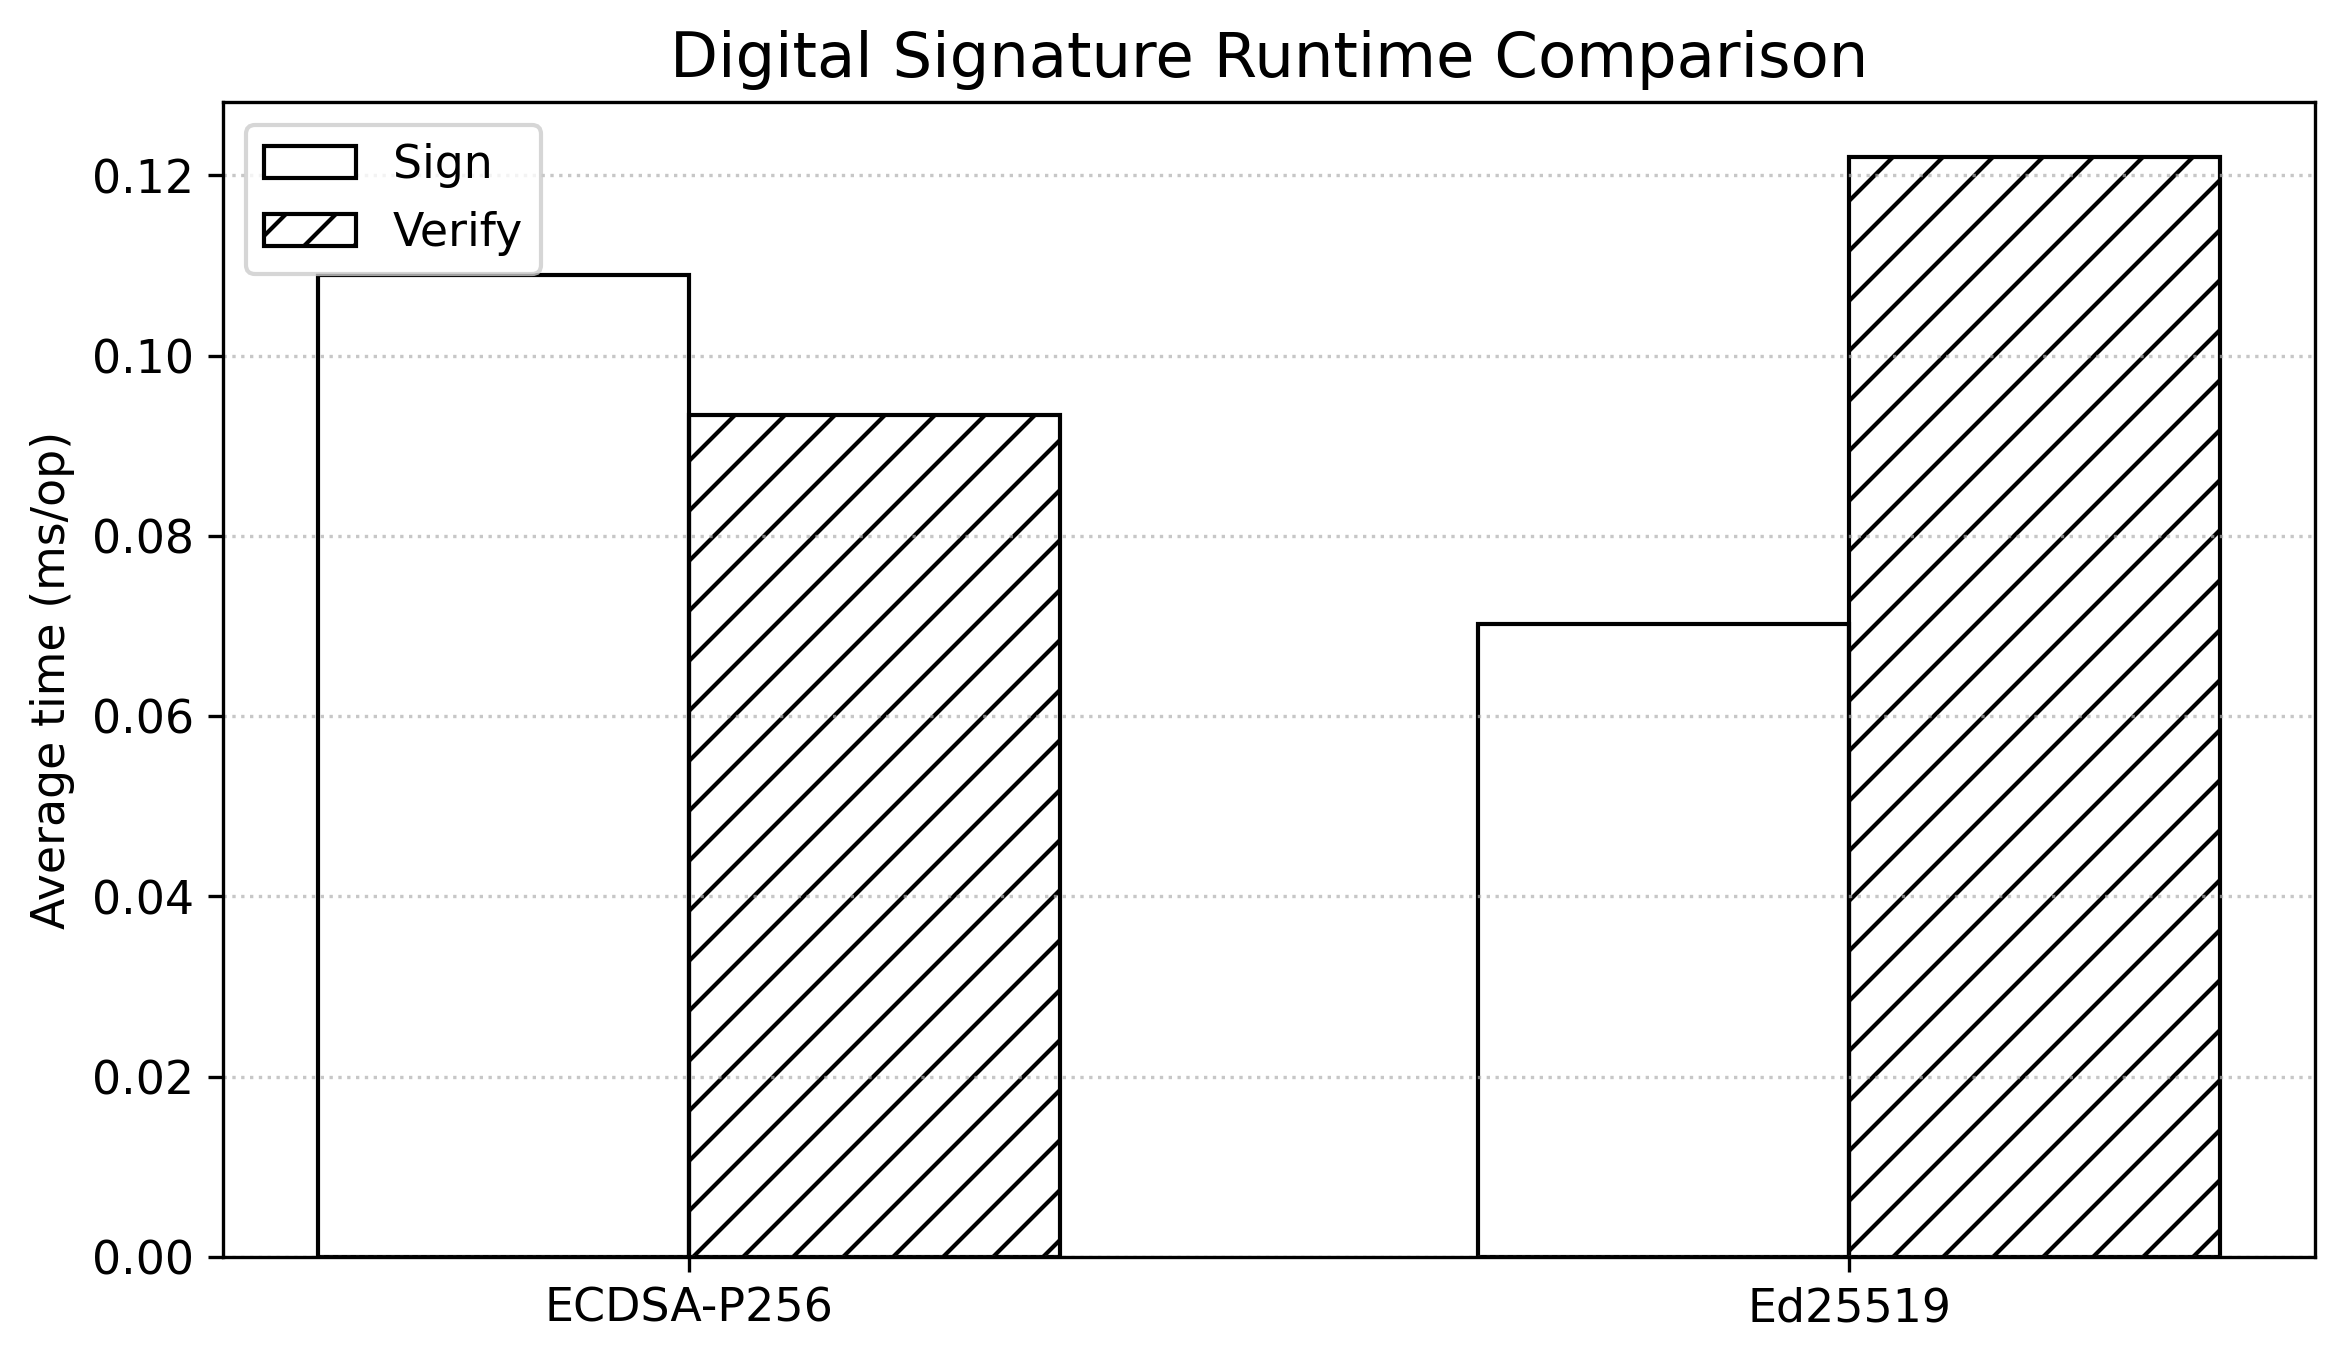 Digital Signature Runtime Comparison
Sign
Verify
Average time (ms/op)
0.12
0.10
0.08
0.06
0.04
0.02
0.00
ECDSA-P256
Ed25519